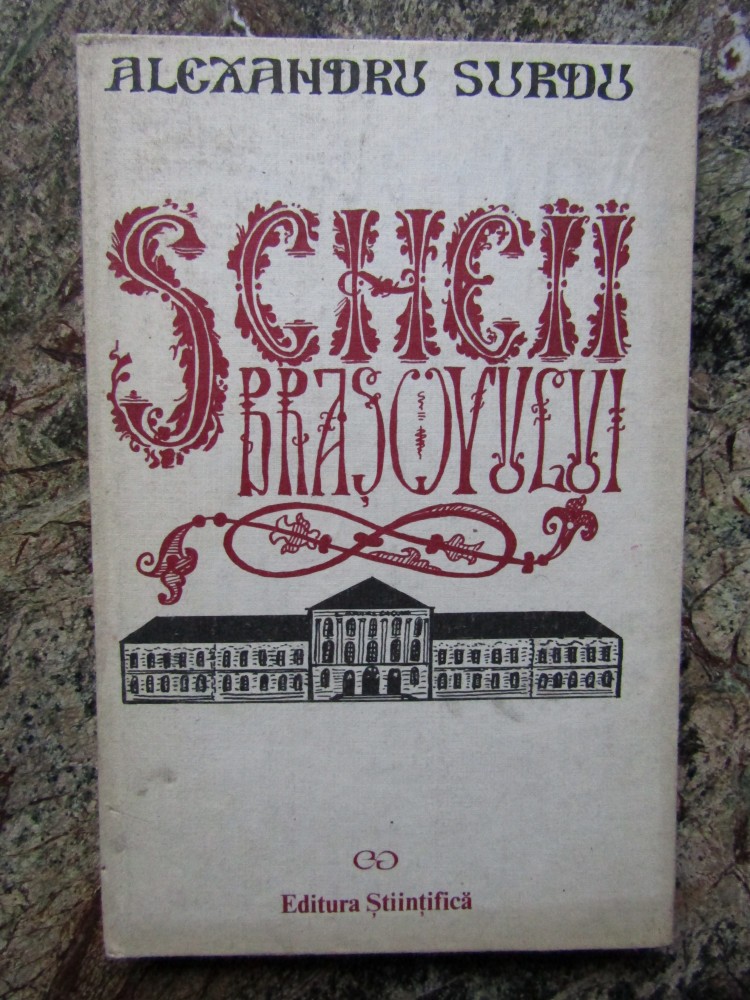 ALEXANDRU SURDU
SCHEII
BRAȘOVULUI
Editura Științifică